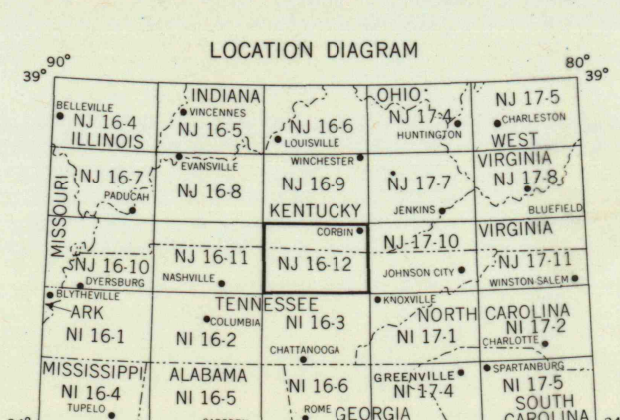 LOCATION DIAGRAM
90° 80°
39° 39°
INDIANA OHIO NJ 17-5
BELLEVILLE VINCENNES NJ 17-4 CHARLESTON
NJ 16-4 NJ 16-5 NJ 16-6 HUNTINGTON
ILLINOIS LOUISVILLE WEST
EVANSVILLE WINCHESTER VIRGINIA
NJ 16-7 NJ 16-8 NJ 16-9 NJ 17-7 NJ 17-8
PADUCAH KENTUCKY JENKINS BLUEFIELD
MISSOURI CORBIN VIRGINIA
NJ 17-10
NJ 16-10 NJ 16-11 NJ 16-12 NJ 17-11
DYERSBURG NASHVILLE JOHNSON CITY WINSTON-SALEM
BLYTHEVILLE TENNESSEE KNOXVILLE
ARK COLUMBIA NI 16-3 NORTH CAROLINA
NI 16-1 NI 16-2 NI 17-1 NI 17-2
CHATTANOOGA CHARLOTTE
MISSISSIPPI ALABAMA GREENVILLE SPARTANBURG
NI 16-4 NI 16-5 NI 16-6 NI 17-4 NI 17-5
TUPELO ROME GEORGIA SOUTH
CAROLINA